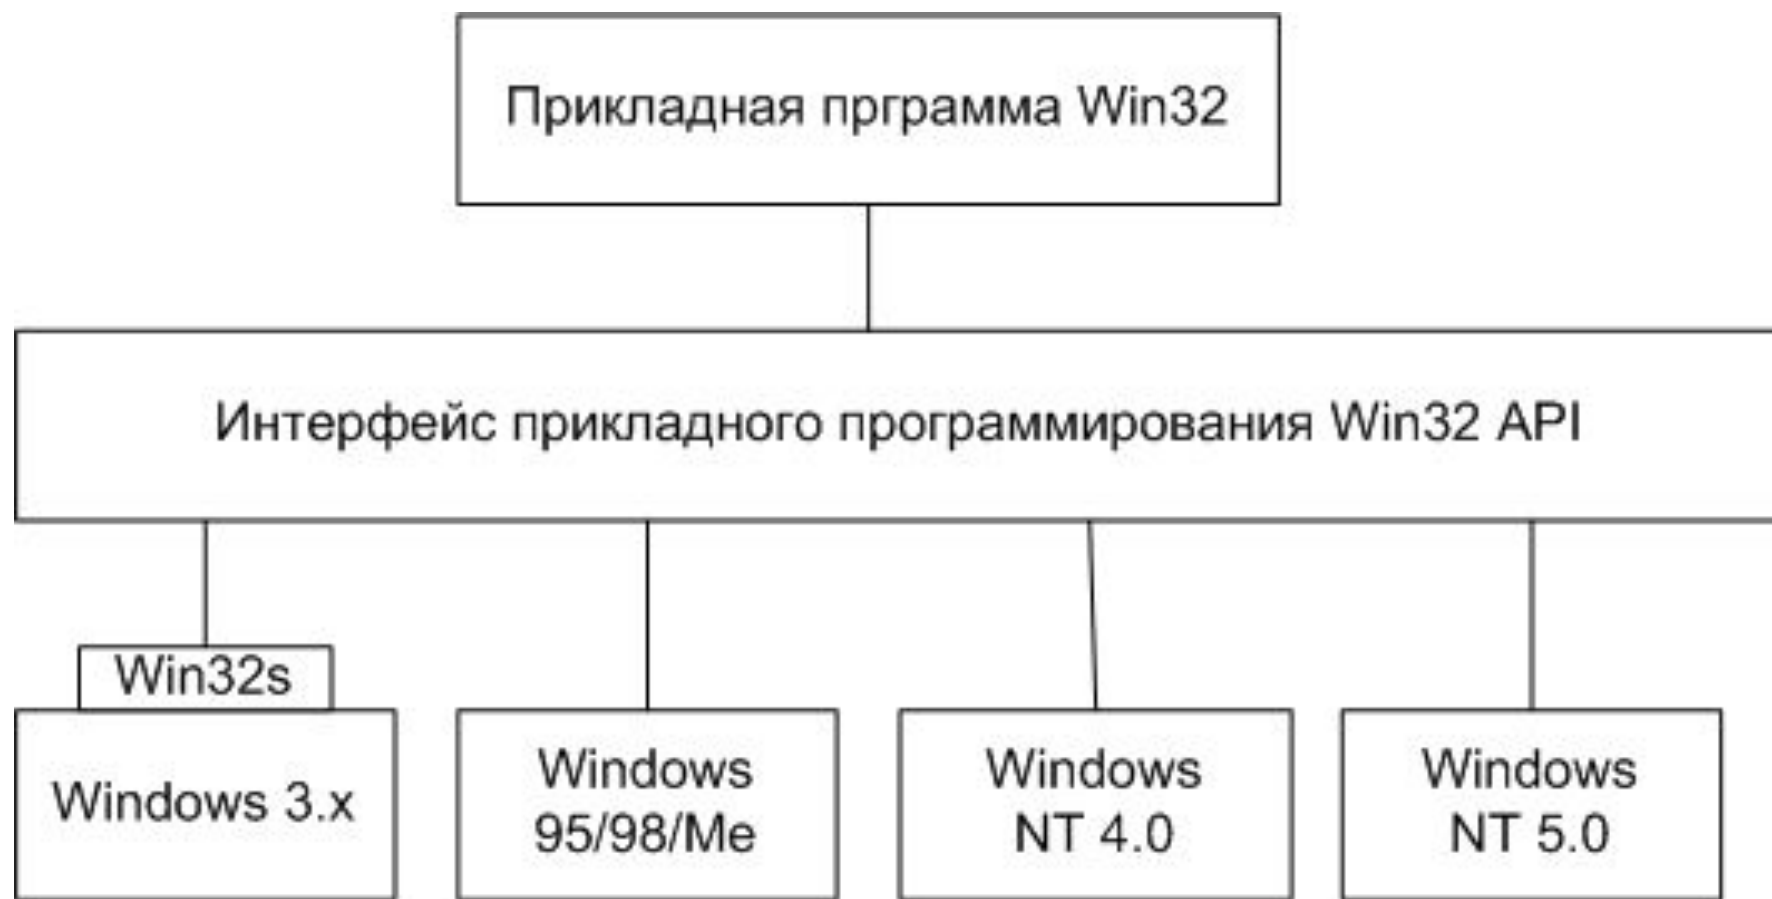 Прикладная прграмма Win32
Интерфейс прикладного программирования Win32 API
Win32s
Windows 3.x
Windows
95/98/Me
Windows
NT 4.0
Windows
NT 5.0